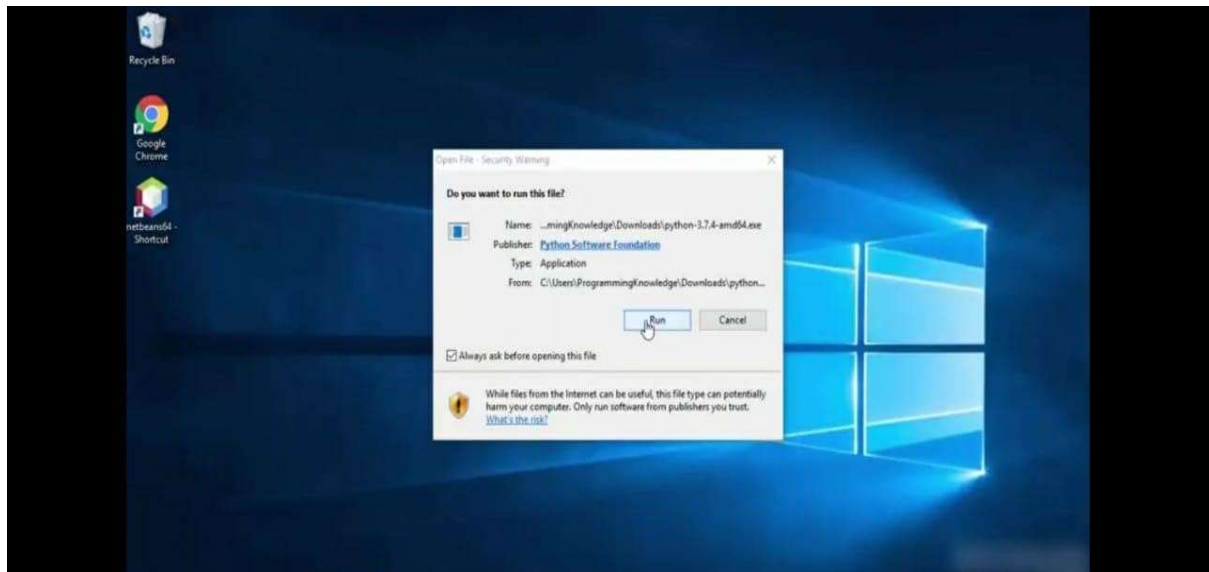 Recycle Bin
Google
Chrome
netbeans64 -
Shortcut
Open File - Security Warning
Do you want to run this file?
Name: ...mingKnowledge\Downloads\python-3.7.4-amd64.exe
Publisher: Python Software Foundation
Type: Application
From: C:\Users\ProgrammingKnowledge\Downloads\python...
Run Cancel
Always ask before opening this file
While files from the Internet can be useful, this file type can potentially
harm your computer. Only run software from publishers you trust.
What's the risk?